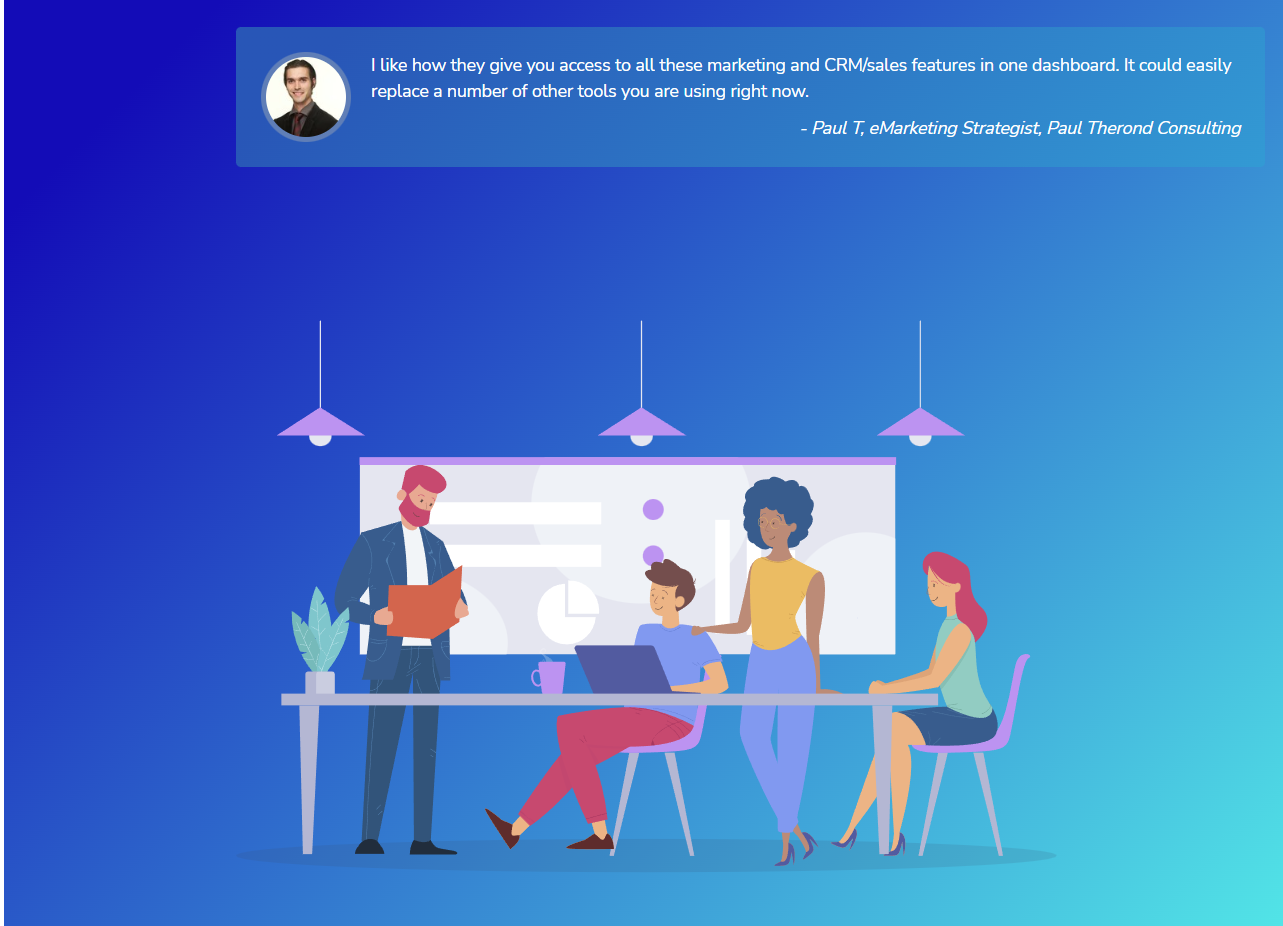 I like how they give you access to all these marketing and CRM/sales features in one dashboard. It could easily
replace a number of other tools you are using right now.
- Paul T, eMarketing Strategist, Paul Therond Consulting